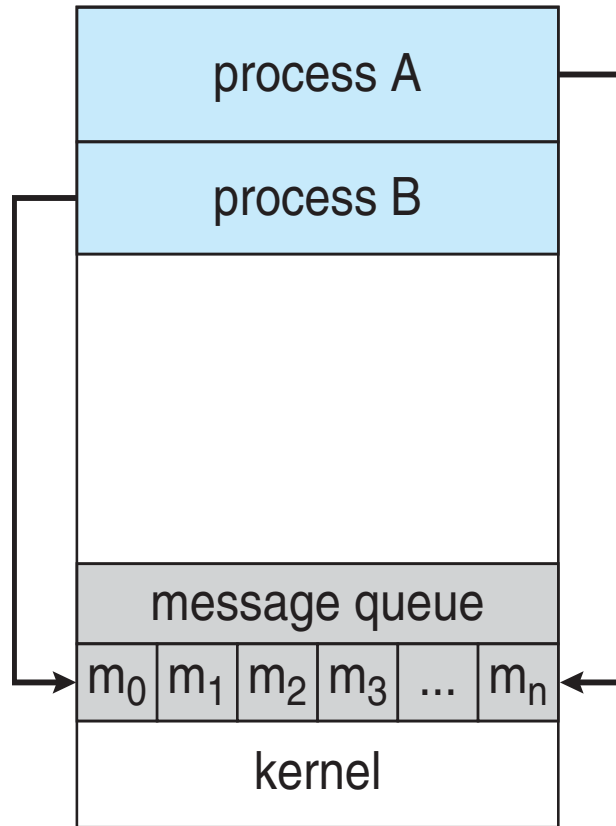 process A
process B
message queue
m₀ m₁ m₂ m₃ ... mₙ
kernel